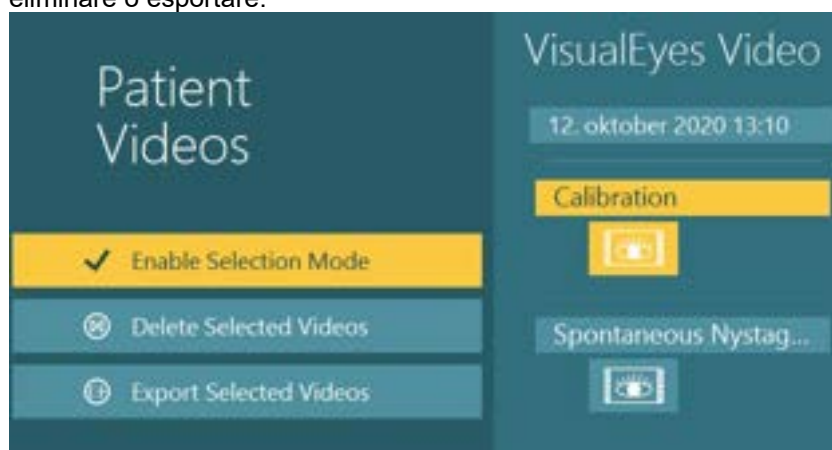 eliminare o esportare.
Patient
Videos
Enable Selection Mode
Delete Selected Videos
Export Selected Videos
VisualEyes Video
12. oktober 2020 13:10
Calibration
Spontaneous Nystag...